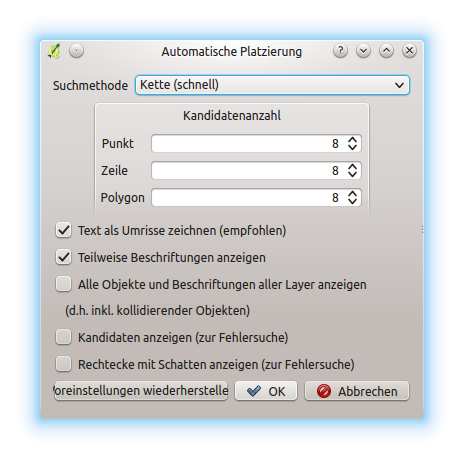 Automatische Platzierung
Suchmethode Kette (schnell)
Kandidatenanzahl
Punkt 8
Zeile 8
Polygon 8
Text als Umrisse zeichnen (empfohlen)
Teilweise Beschriftungen anzeigen
Alle Objekte und Beschriftungen aller Layer anzeigen
(d.h. inkl. kollidierender Objekten)
Kandidaten anzeigen (zur Fehlersuche)
Rechtecke mit Schatten anzeigen (zur Fehlersuche)
oreinstellungen wiederherstelle OK Abbrechen